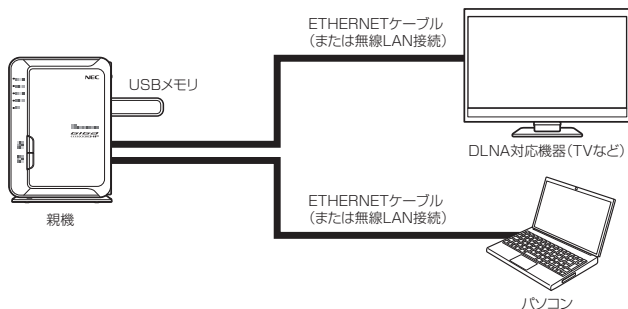 ETHERNETケーブル
（または無線LAN接続）
NEC
USBメモリ
DLNA対応機器（TVなど）
親機
ETHERNETケーブル
（または無線LAN接続）
パソコン